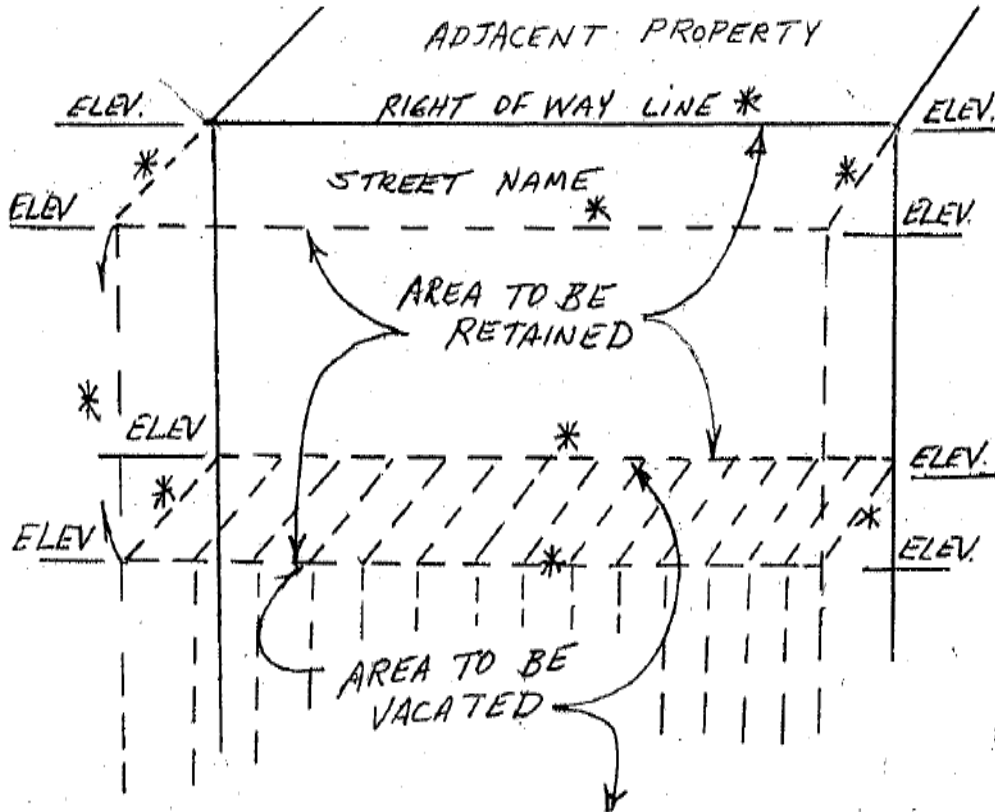 ADJACENT PROPERTY
ELEV. RIGHT OF WAY LINE * ELEV.
*
*
STREET NAME
ELEV * ELEV.
AREA TO BE
RETAINED
*
ELEV * ELEV.
* *
ELEV * ELEV.
AREA TO BE
VACATED